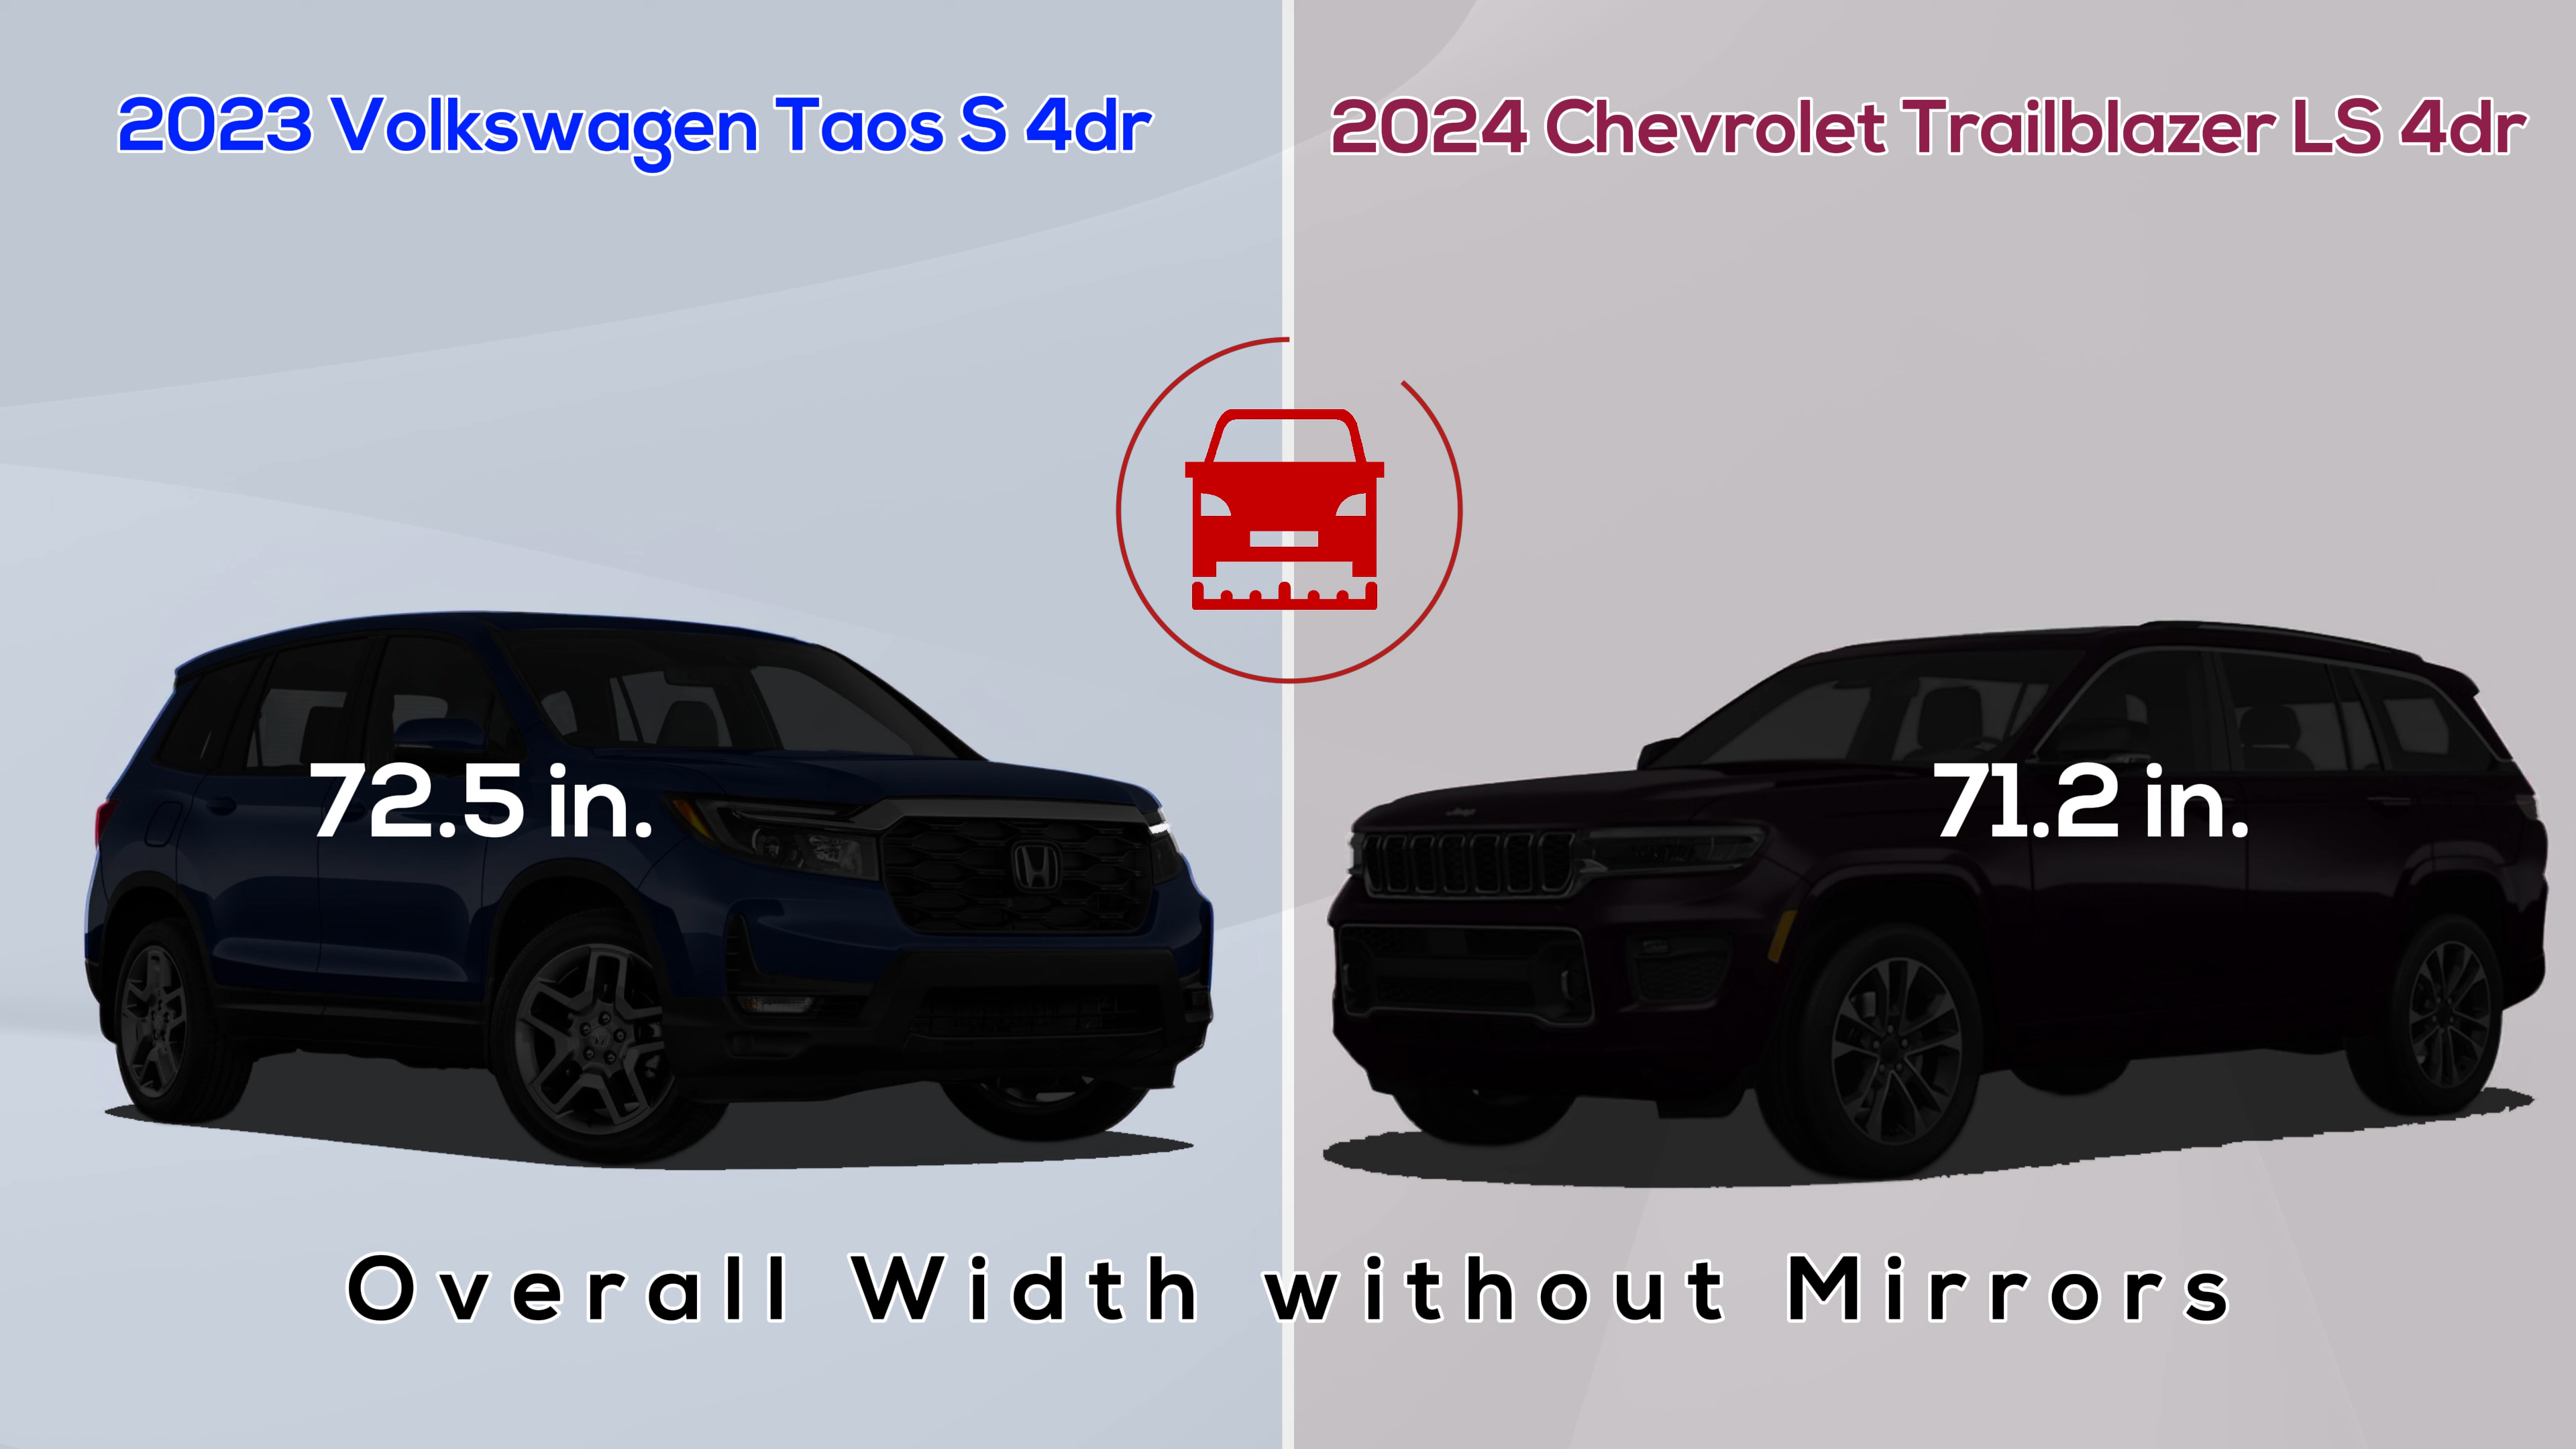 2023 Volkswagen Taos S 4dr
2024 Chevrolet Trailblazer LS 4dr
72.5 in.
71.2 in.
Overall Width without Mirrors